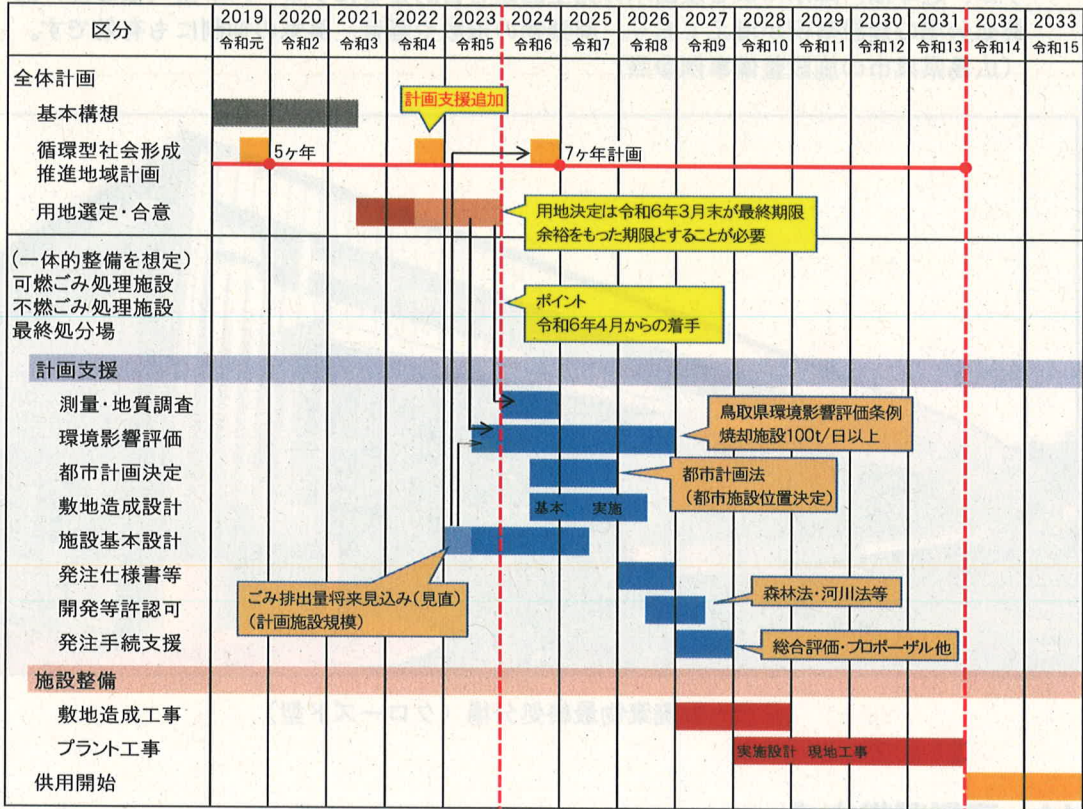 区分
2019 2020 2021 2022 2023 2024 2025 2026 2027 2028 2029 2030 2031 2032 2033
令和元 令和2 令和3 令和4 令和5 令和6 令和7 令和8 令和9 令和10 令和11 令和12 令和13 令和14 令和15
全体計画
計画支援追加
基本構想
循環型社会形成
推進地域計画
5ヶ年
7ヶ年計画
用地選定・合意
用地決定は令和6年3月末が最終期限
余裕をもった期限とすることが必要
(一体的整備を想定)
可燃ごみ処理施設
不燃ごみ処理施設
最終処分場
ポイント
令和6年4月からの着手
計画支援
測量・地質調査
環境影響評価
鳥取県環境影響評価条例
焼却施設100t/日以上
都市計画決定
都市計画法
(都市施設位置決定)
敷地造成設計
基本 実施
施設基本設計
発注仕様書等
ごみ排出量将来見込み(見直)
(計画施設規模)
開発等許認可
森林法・河川法等
発注手続支援
総合評価・プロポーザル他
施設整備
敷地造成工事
プラント工事
実施設計 現地工事
供用開始